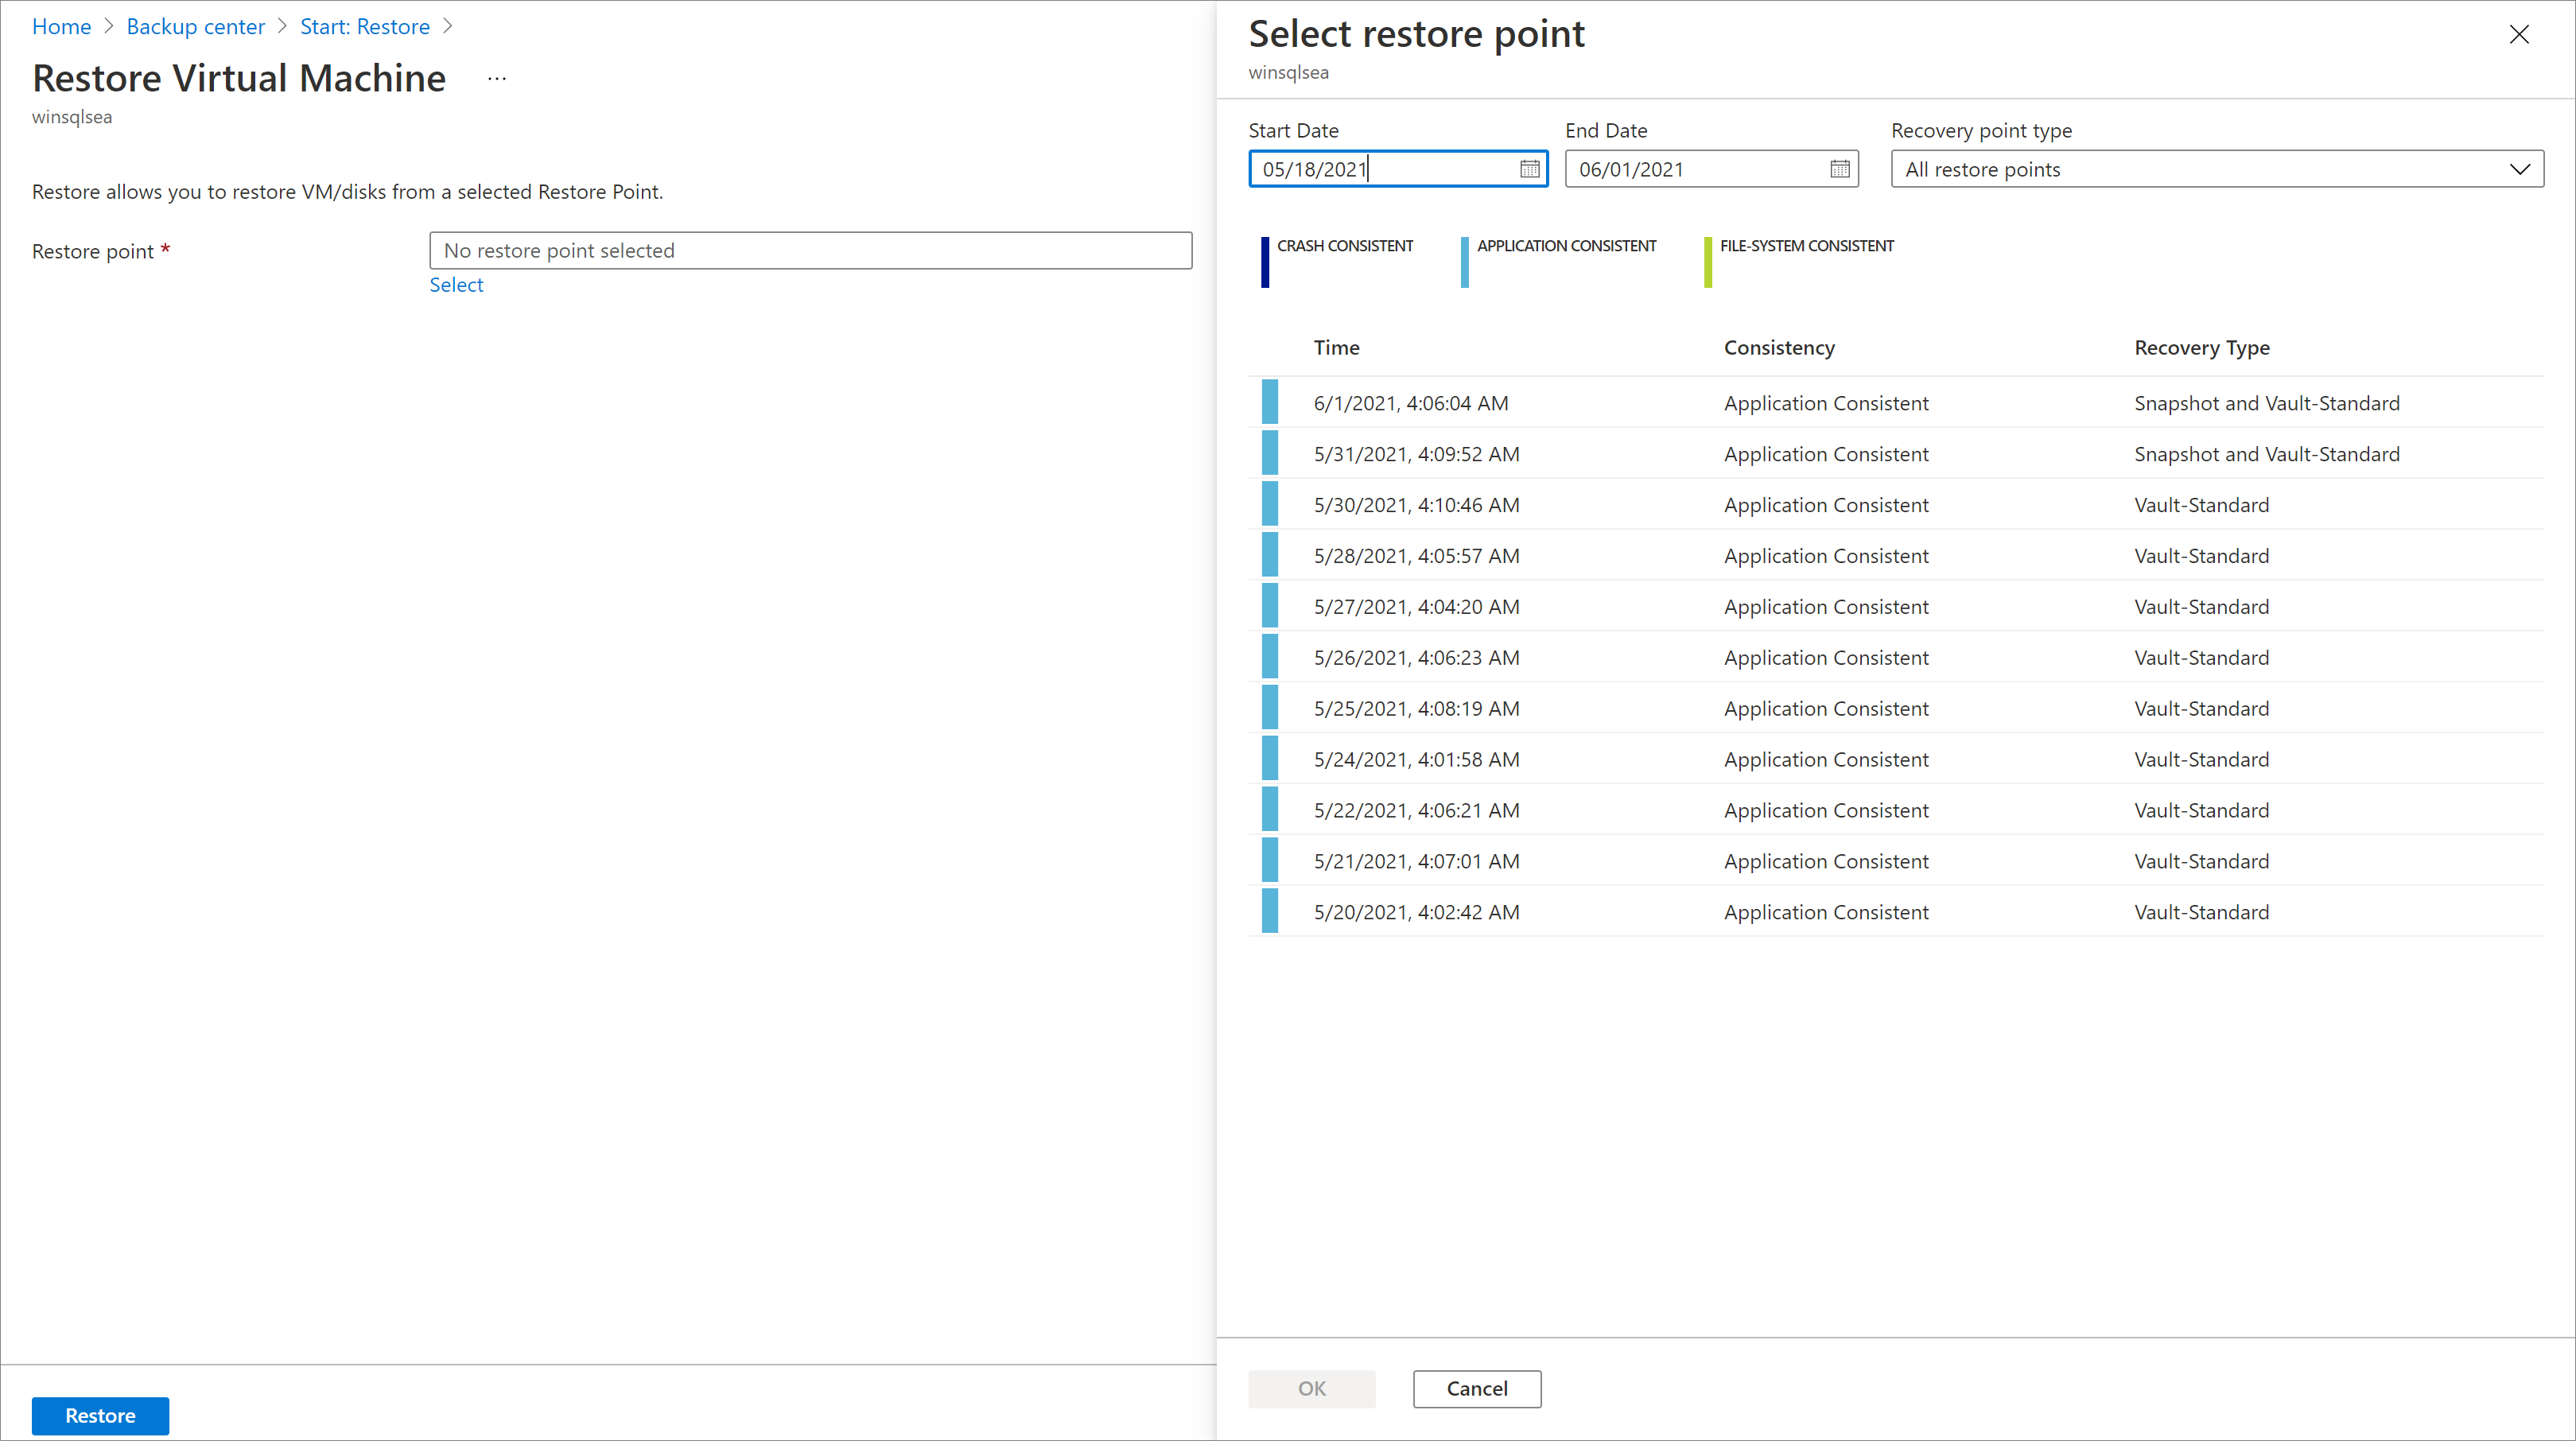 Home > Backup center > Start: Restore >
Restore Virtual Machine ...
winsqlsea
Restore allows you to restore VM/disks from a selected Restore Point.
Restore point * No restore point selected
Select
Restore
Select restore point
winsqlsea
Start Date End Date Recovery point type
05/18/2021 06/01/2021 All restore points
CRASH CONSISTENT APPLICATION CONSISTENT FILE-SYSTEM CONSISTENT
Time Consistency Recovery Type
6/1/2021, 4:06:04 AM Application Consistent Snapshot and Vault-Standard
5/31/2021, 4:09:52 AM Application Consistent Snapshot and Vault-Standard
5/30/2021, 4:10:46 AM Application Consistent Vault-Standard
5/28/2021, 4:05:57 AM Application Consistent Vault-Standard
5/27/2021, 4:04:20 AM Application Consistent Vault-Standard
5/26/2021, 4:06:23 AM Application Consistent Vault-Standard
5/25/2021, 4:08:19 AM Application Consistent Vault-Standard
5/24/2021, 4:01:58 AM Application Consistent Vault-Standard
5/22/2021, 4:06:21 AM Application Consistent Vault-Standard
5/21/2021, 4:07:01 AM Application Consistent Vault-Standard
5/20/2021, 4:02:42 AM Application Consistent Vault-Standard
OK Cancel